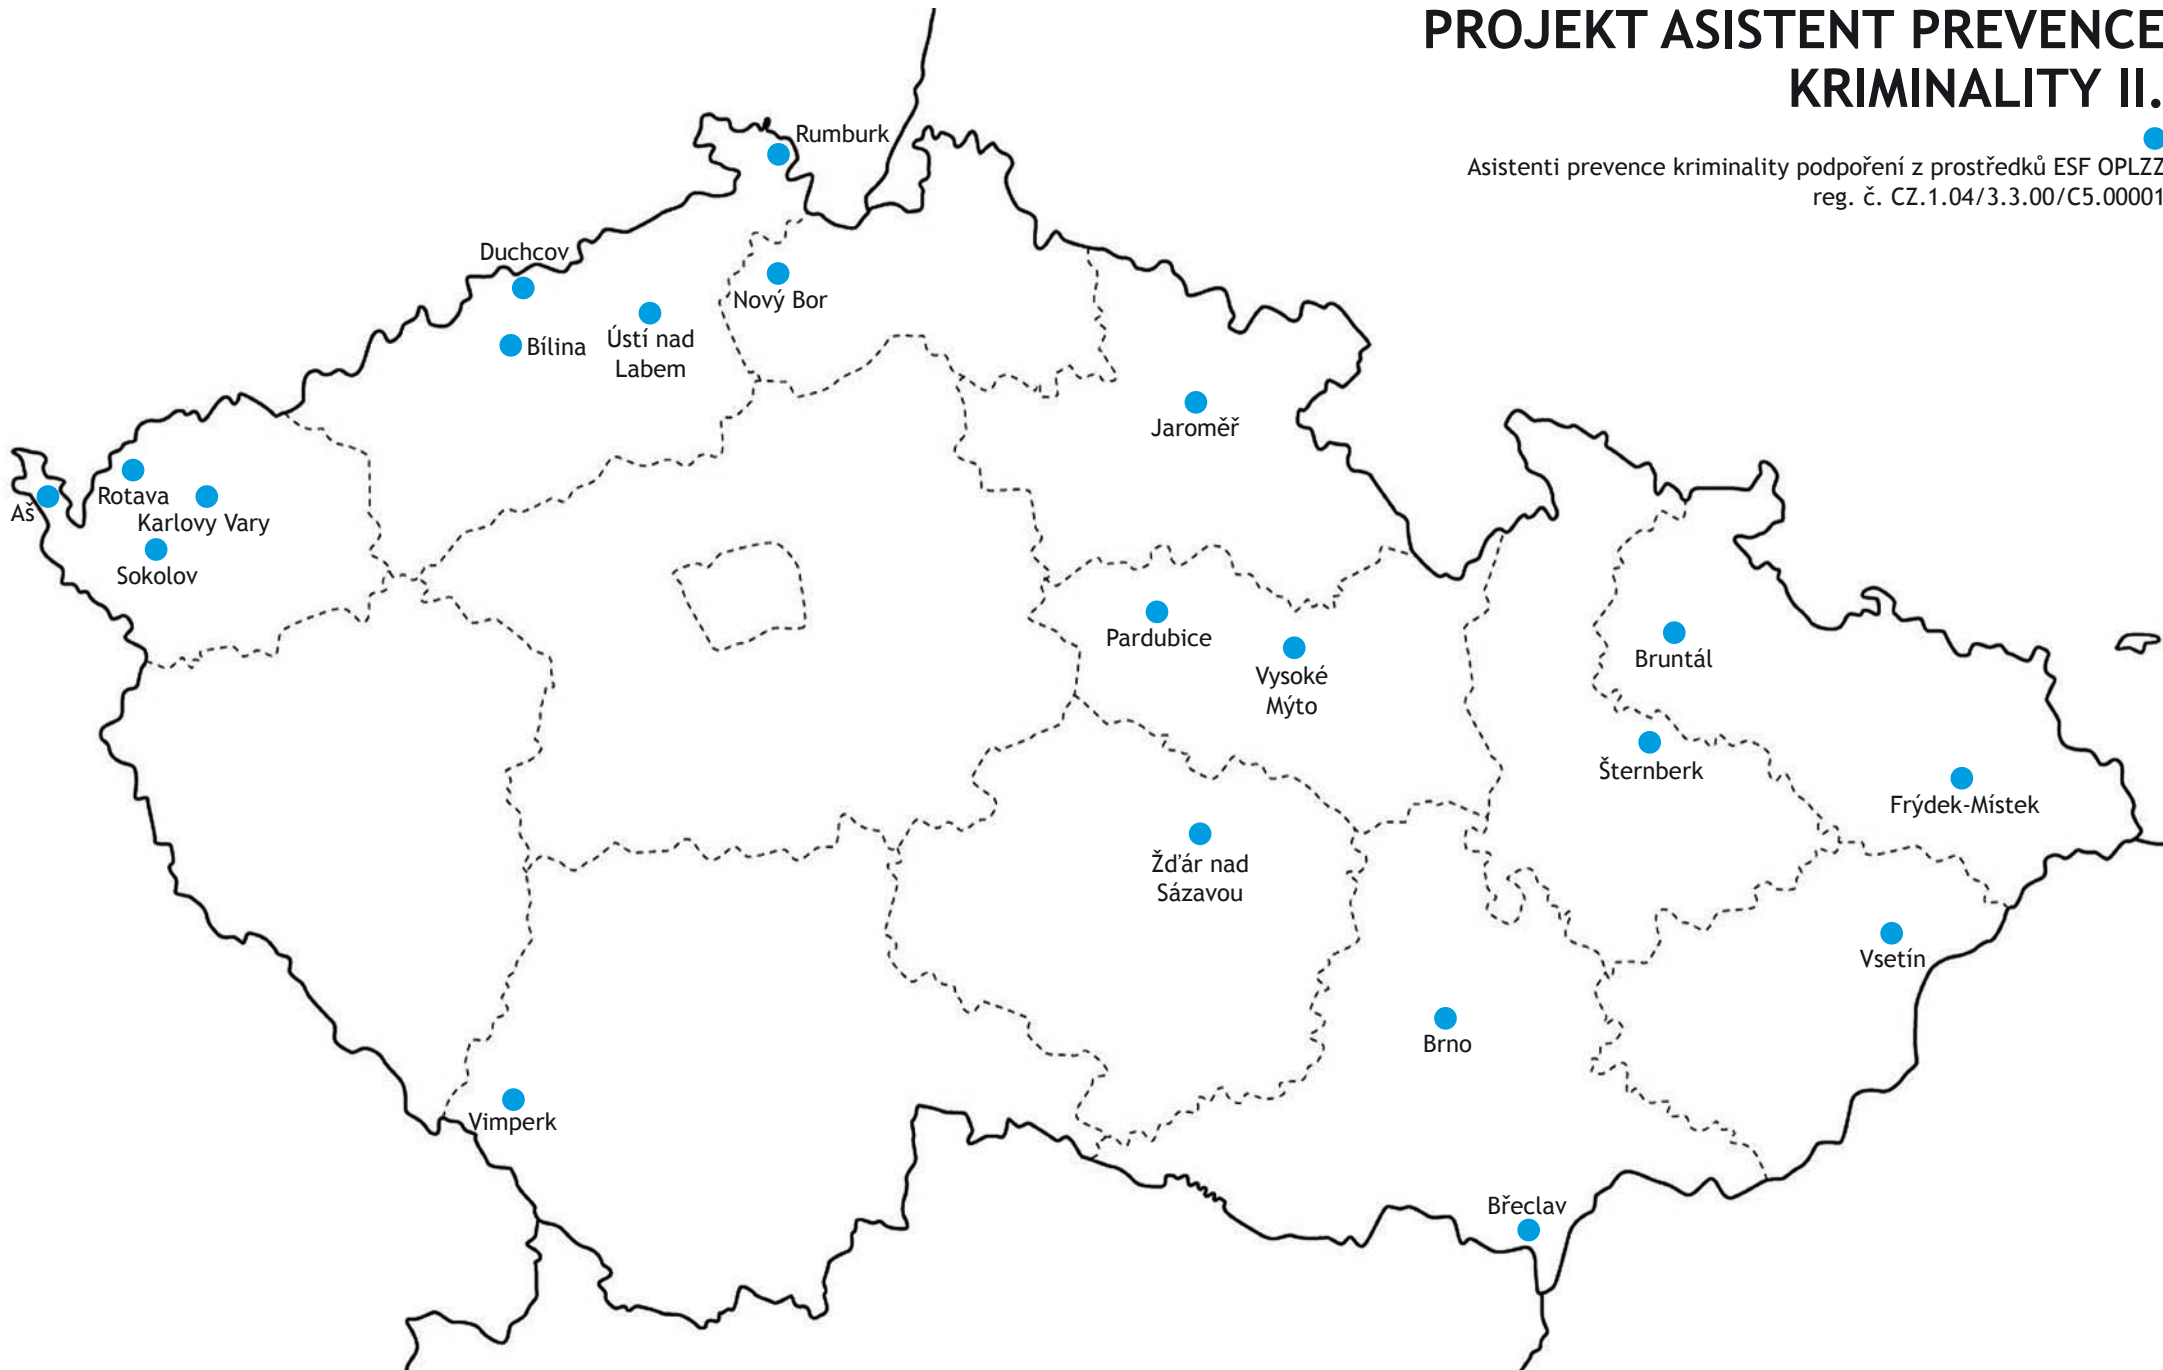 PROJEKT ASISTENT PREVENCE
KRIMINALITY II.
Asistenti prevence kriminality podpoření z prostředků ESF OPLZZ
reg. č. CZ.1.04/3.3.00/C5.00001
Rumburk
Duchcov
Nový Bor
Bílina
Ústí nad
Labem
Jaroměř
Rotava
Aš
Karlovy Vary
Sokolov
Pardubice
Vysoké
Mýto
Bruntál
Šternberk
Frýdek-Místek
Žďár nad
Sázavou
Vsetín
Brno
Vimperk
Břeclav